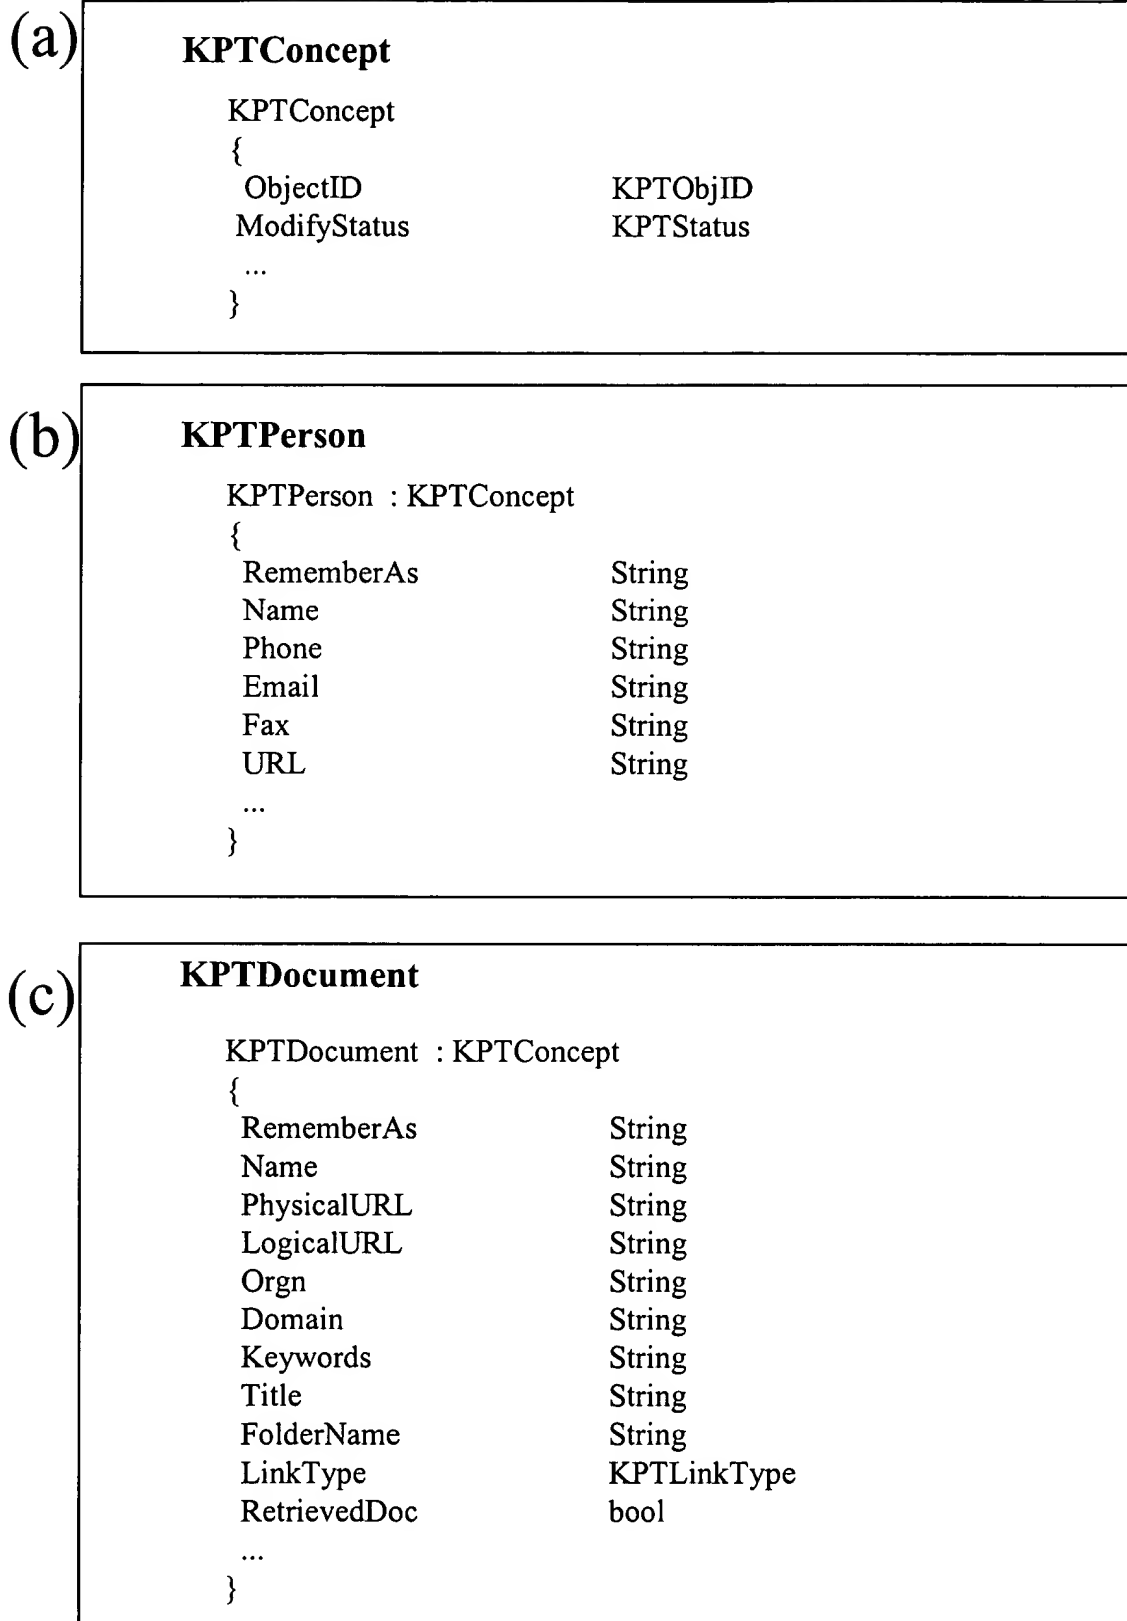 (a)
KPTConcept
KPTConcept
{
ObjectID KPTObjID
ModifyStatus KPTStatus
...
}
(b)
KPTPerson
KPTPerson : KPTConcept
{
RememberAs String
Name String
Phone String
Email String
Fax String
URL String
...
}
(c)
KPTDocument
KPTDocument : KPTConcept
{
RememberAs String
Name String
PhysicalURL String
LogicalURL String
Orgn String
Domain String
Keywords String
Title String
FolderName String
LinkType KPTLinkType
RetrievedDoc bool
...
}